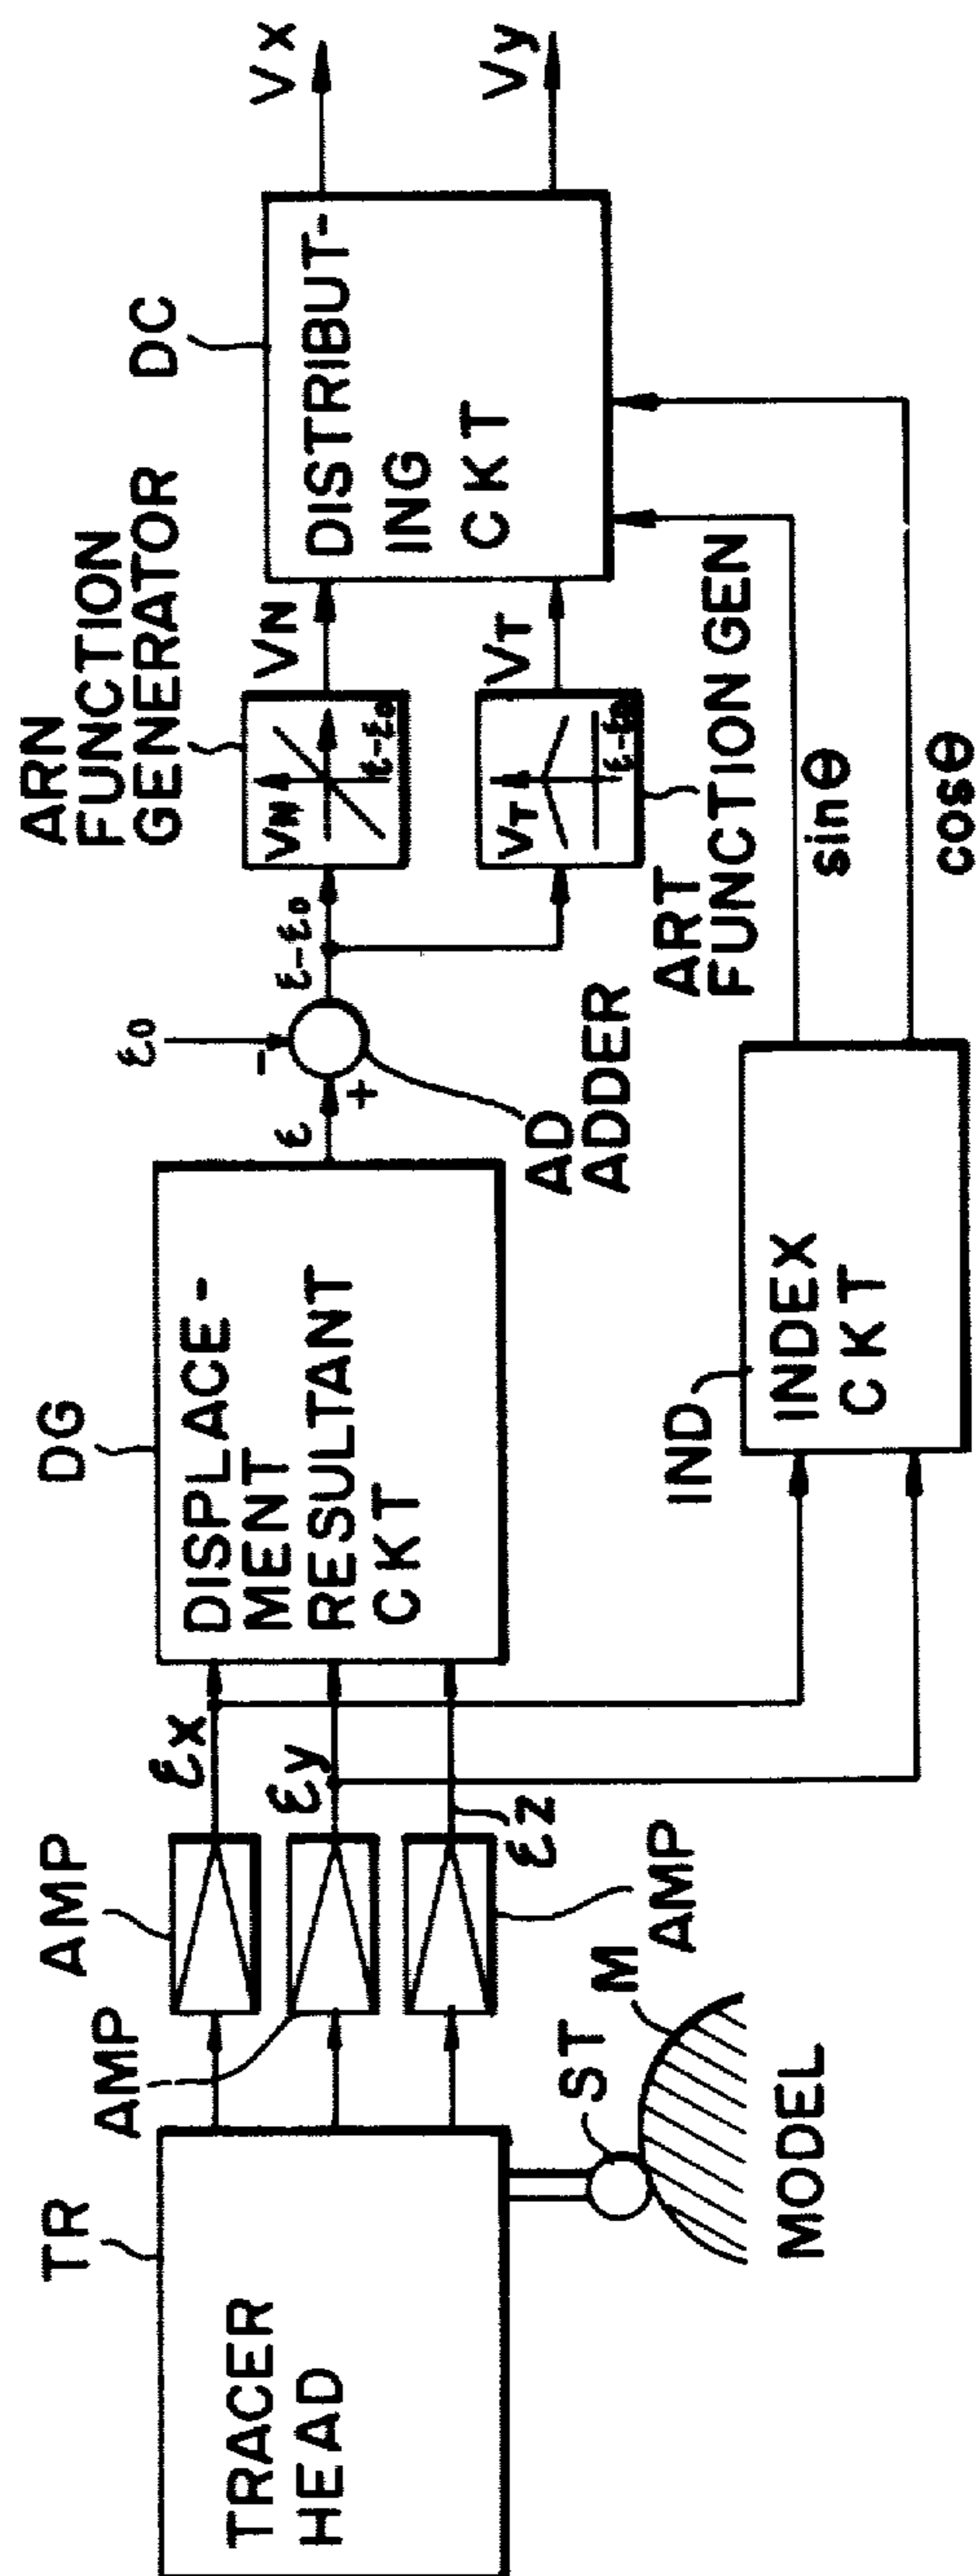 TR
TRACER
HEAD
ST
M
MODEL
AMP
AMP
AMP
εx
εy
εz
DG
DISPLACE-
MENT
RESULTANT
CKT
IND
INDEX
CKT
ε
+
-
ε0
AD
ADDER
ε-ε0
ARN
FUNCTION
GENERATOR
VN
ε-ε0
VT
ε-ε0
ART
FUNCTION GEN
VN
VT
sinθ
cosθ
DC
DISTRIBUT-
ING
CKT
Vx
Vy